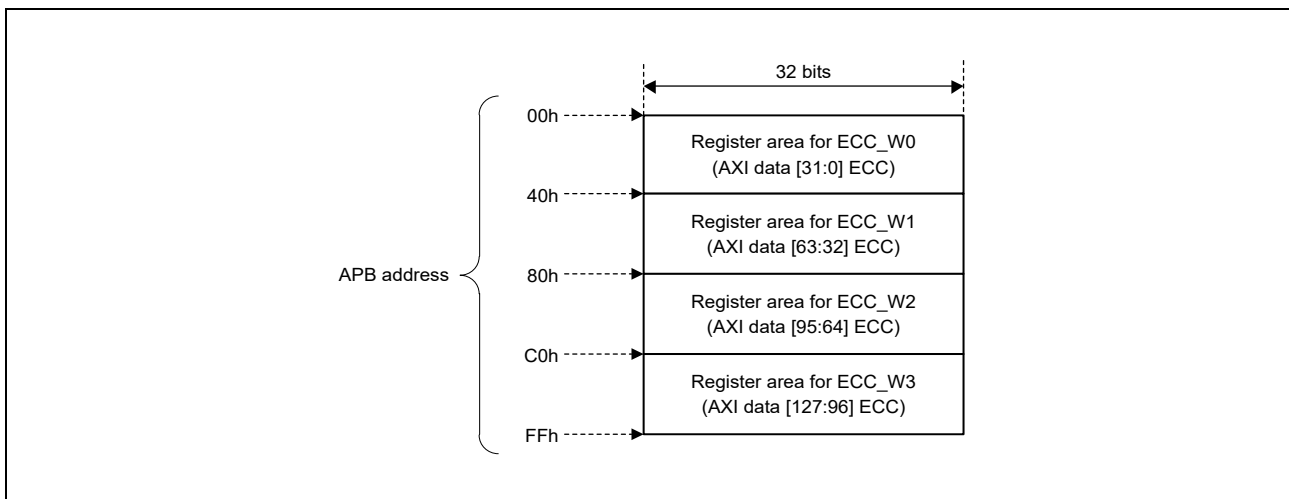 32 bits
00h
Register area for ECC_W0
(AXI data [31:0] ECC)
40h
Register area for ECC_W1
(AXI data [63:32] ECC)
APB address
80h
Register area for ECC_W2
(AXI data [95:64] ECC)
C0h
Register area for ECC_W3
(AXI data [127:96] ECC)
FFh